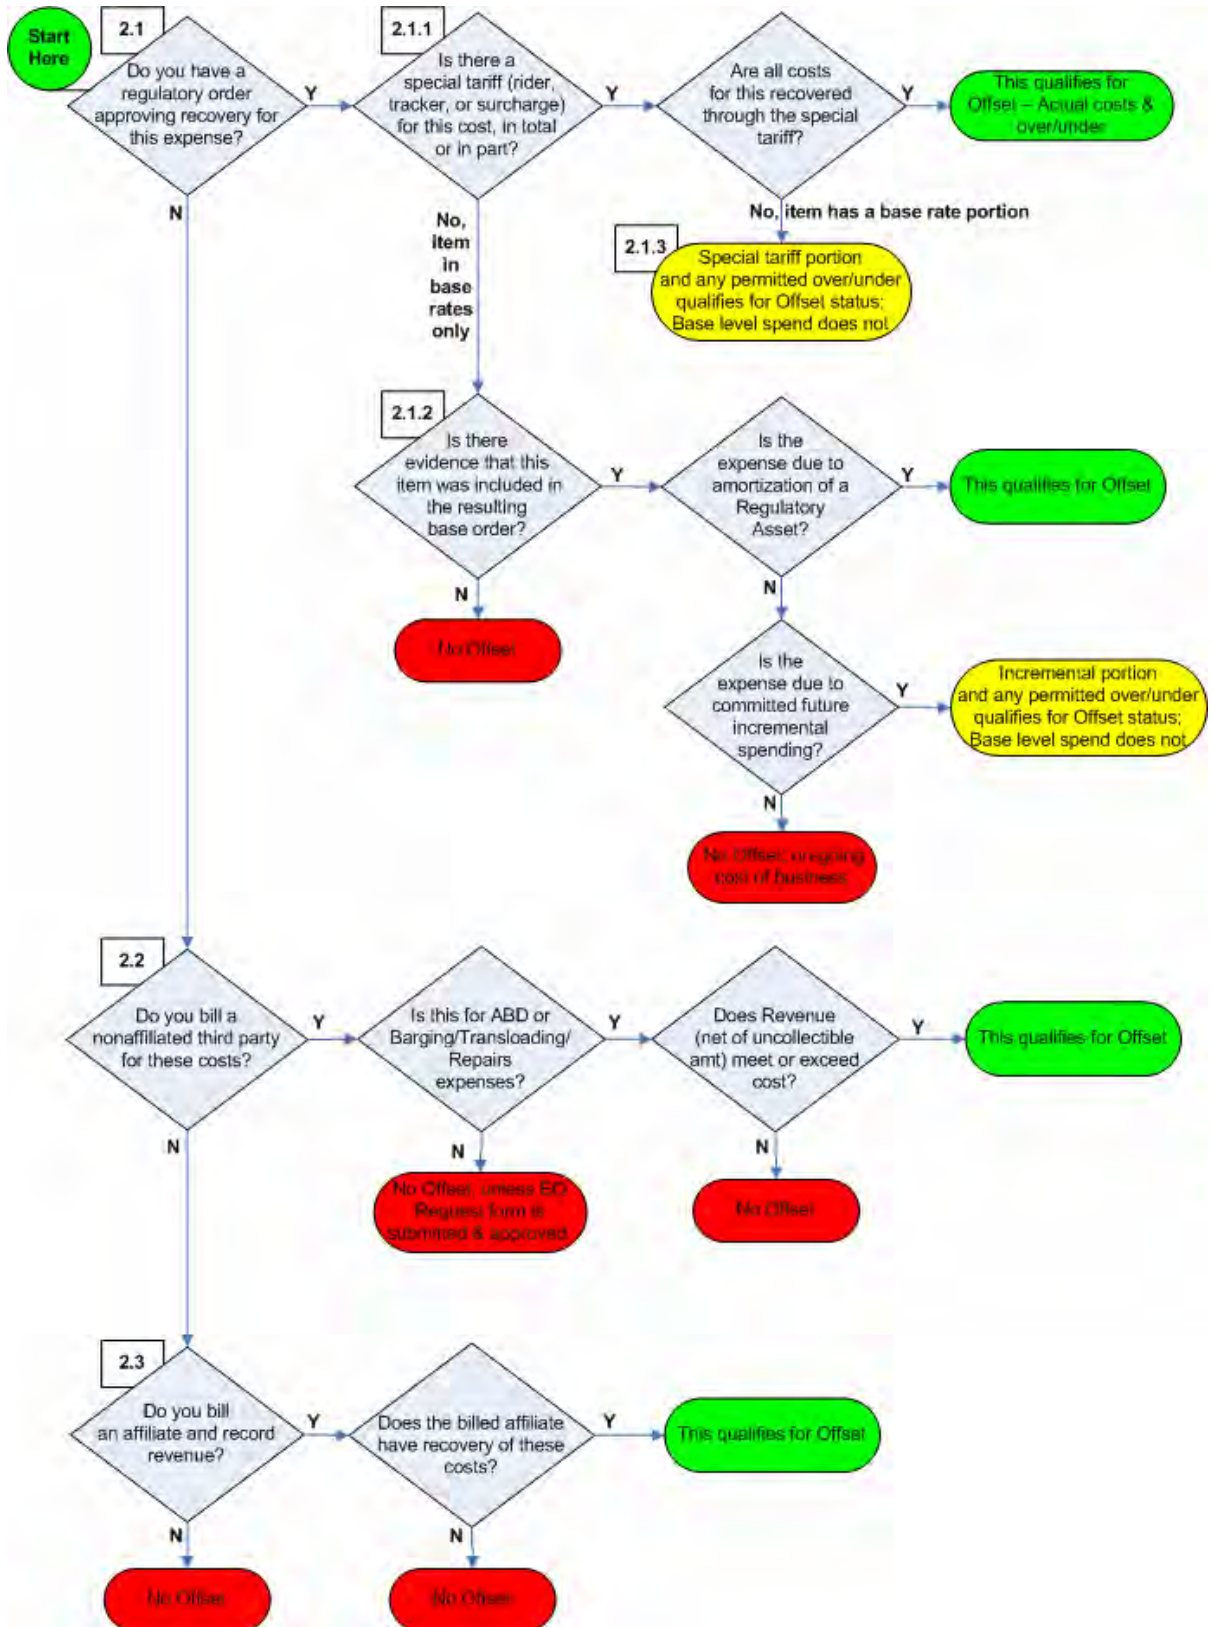 Start
Here
2.1
Do you have a
regulatory order
approving recovery for
this expense?
Y
N
2.1.1
Is there a
special tariff (rider,
tracker, or surcharge)
for this cost, in total
or in part?
Y
No,
item
in
base
rates
only
Are all costs
for this recovered
through the special
tariff?
Y
This qualifies for
Offset – Actual costs &
over/under
No, item has a base rate portion
2.1.3
Special tariff portion
and any permitted over/under
qualifies for Offset status;
Base level spend does not
2.1.2
Is there
evidence that this
item was included in
the resulting
base order?
Y
N
No Offset
Is the
expense due to
amortization of a
Regulatory
Asset?
Y
This qualifies for Offset
N
Is the
expense due to
committed future
incremental
spending?
Y
Incremental portion
and any permitted over/under
qualifies for Offset status;
Base level spend does not
N
No Offset, ongoing
cost of business
2.2
Do you bill a
nonaffiliated third party
for these costs?
Y
N
Is this for ABD or
Barging/Transloading/
Repairs
expenses?
Y
N
No Offset, unless EO
Request form is
submitted & approved
Does Revenue
(net of uncollectible
amt) meet or exceed
cost?
Y
This qualifies for Offset
N
No Offset
2.3
Do you bill
an affiliate and record
revenue?
Y
N
No Offset
Does the billed affiliate
have recovery of these
costs?
Y
This qualifies for Offset
N
No Offset